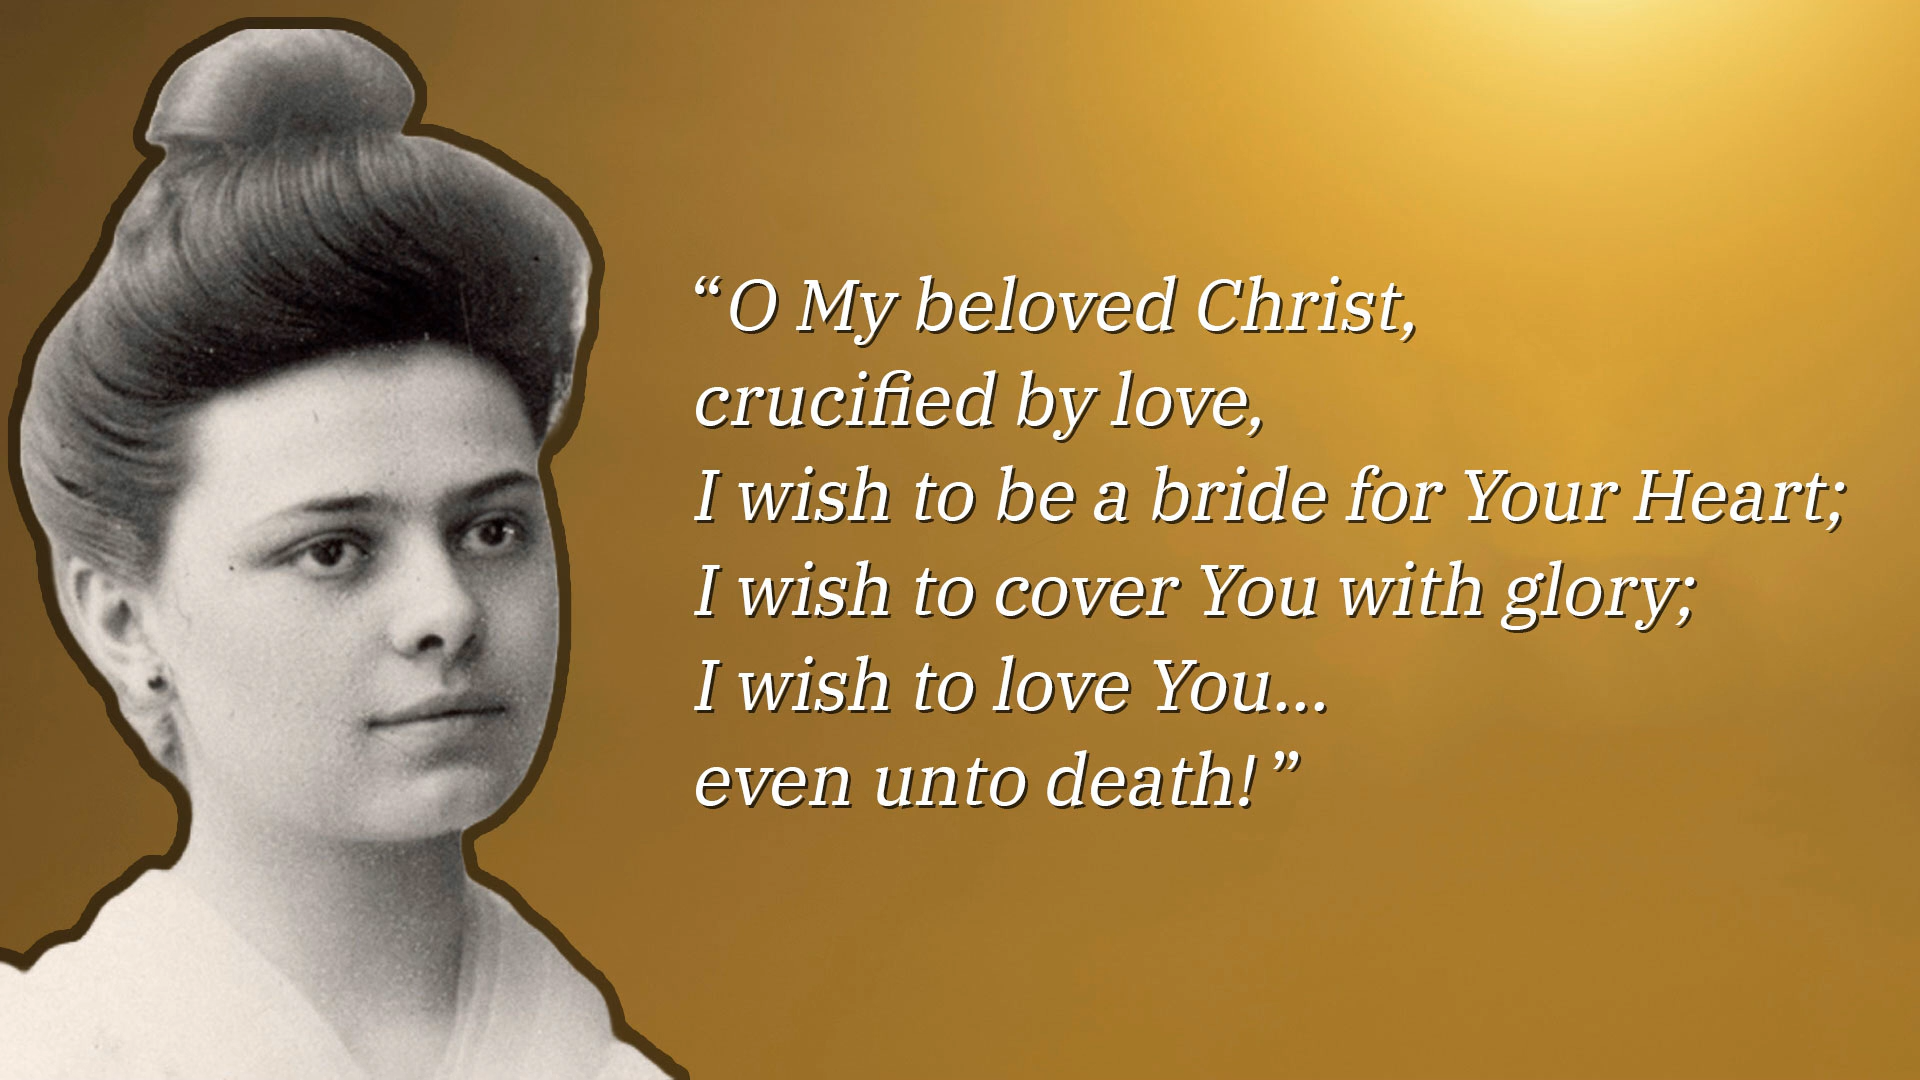 “O My beloved Christ,
crucified by love,
I wish to be a bride for Your Heart;
I wish to cover You with glory;
I wish to love You...
even unto death!”